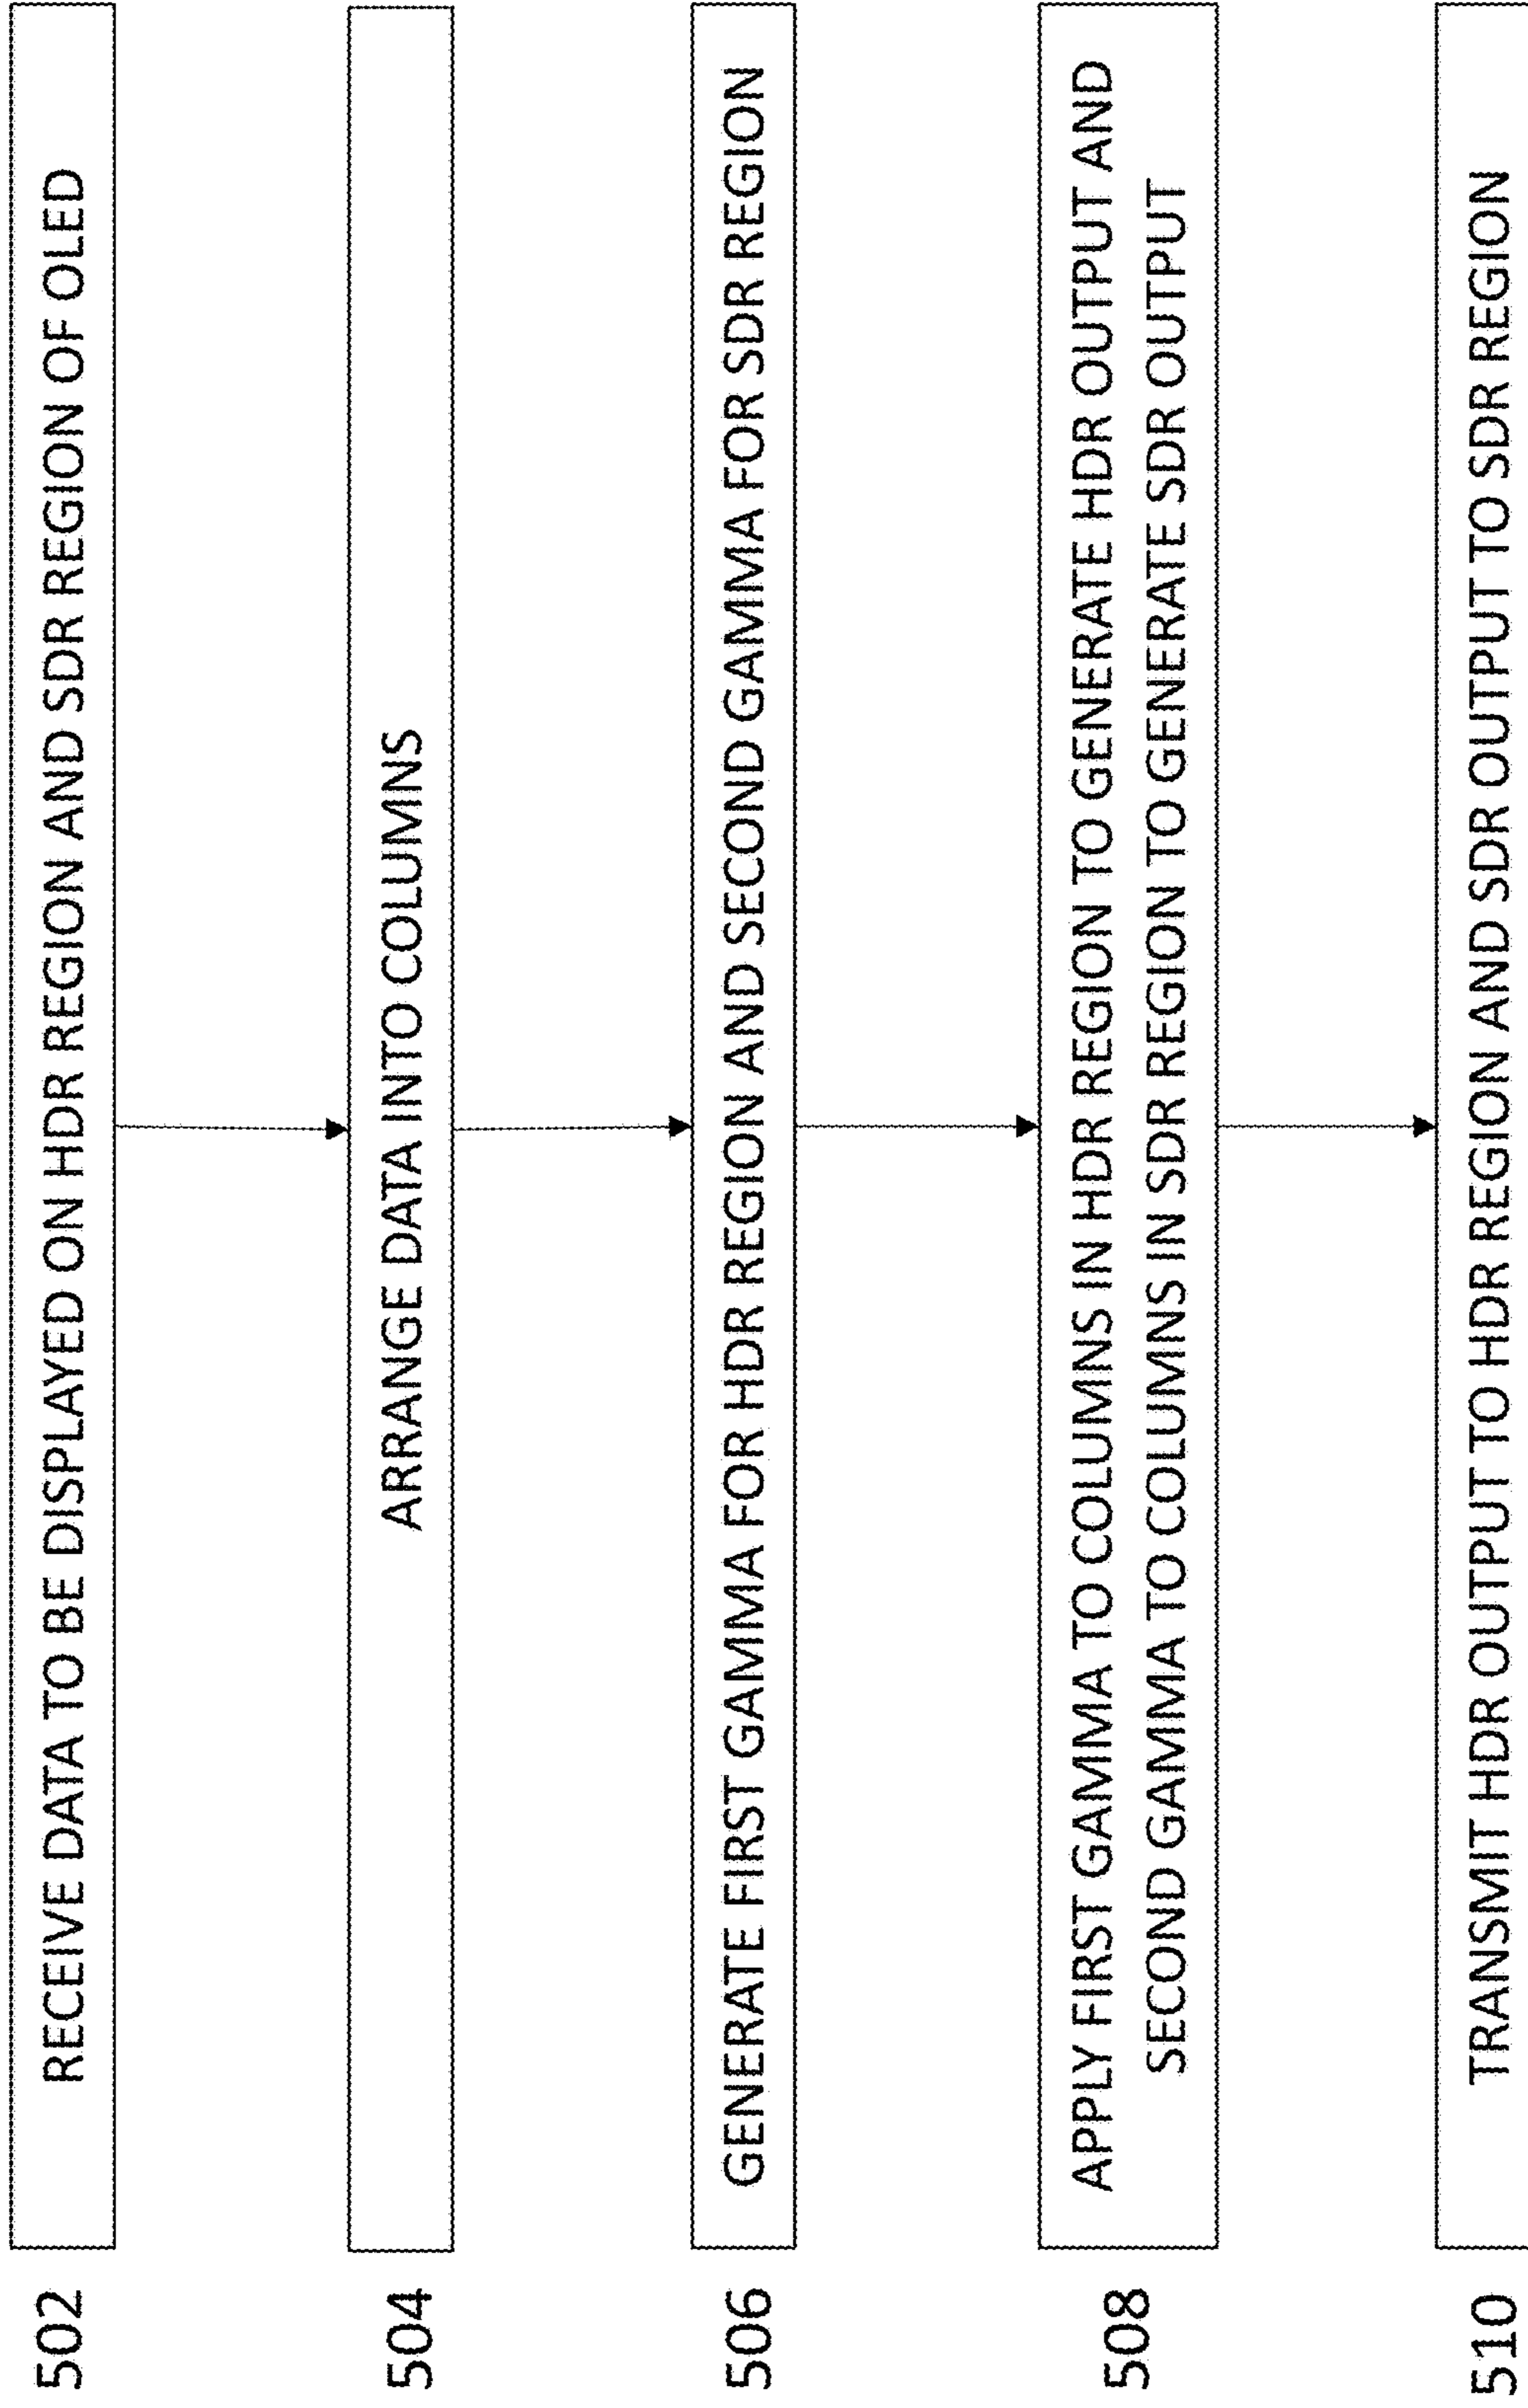 502
RECEIVE DATA TO BE DISPLAYED ON HDR REGION AND SDR REGION OF OLED
504
ARRANGE DATA INTO COLUMNS
506
GENERATE FIRST GAMMA FOR HDR REGION AND SECOND GAMMA FOR SDR REGION
508
APPLY FIRST GAMMA TO COLUMNS IN HDR REGION TO GENERATE HDR OUTPUT AND
SECOND GAMMA TO COLUMNS IN SDR REGION TO GENERATE SDR OUTPUT
510
TRANSMIT HDR OUTPUT TO HDR REGION AND SDR OUTPUT TO SDR REGION